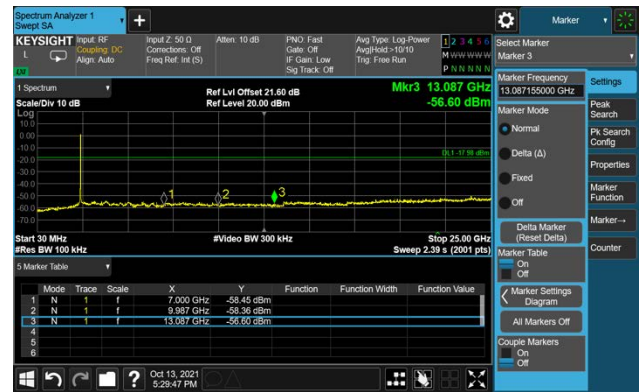 Spectrum Analyzer 1
Swept SA
Marker
KEYSIGHT
L
Input: RF
Coupling: DC
Align: Auto
Input Z: 50 Ω
Corrections: Off
Freq Ref: Int (S)
Atten: 10 dB
PNO: Fast
Gate: Off
IF Gain: Low
Sig Track: Off
Avg Type: Log-Power
Avg|Hold:>10/10
Trig: Free Run
1 2 3 4 5 6
M W W W W W
P N N N N N
Select Marker
Marker 3
1 Spectrum
Scale/Div 10 dB
Ref Lvl Offset 21.60 dB
Ref Level 20.00 dBm
Mkr3 13.087 GHz
-56.60 dBm
Log
10.0
0.00
-10.0
-20.0
-30.0
-40.0
-50.0
-60.0
-70.0
DL1 -17.98 dBm
1
2
3
Start 30 MHz
#Res BW 100 kHz
#Video BW 300 kHz
Stop 25.00 GHz
Sweep 2.39 s (2001 pts)
5 Marker Table
Mode Trace Scale X Y Function Function Width Function Value
1 N 1 f 7.000 GHz -58.45 dBm
2 N 1 f 9.987 GHz -58.36 dBm
3 N 1 f 13.087 GHz -56.60 dBm
4
5
6
Marker Frequency
13.087155000 GHz
Marker Mode
Normal
Delta (Δ)
Fixed
Off
Delta Marker
(Reset Delta)
Marker Table
On
Off
Marker Settings
Diagram
All Markers Off
Couple Markers
On
Off
Settings
Peak
Search
Pk Search
Config
Properties
Marker
Function
Marker→
Counter
?
Oct 13, 2021
5:29:47 PM